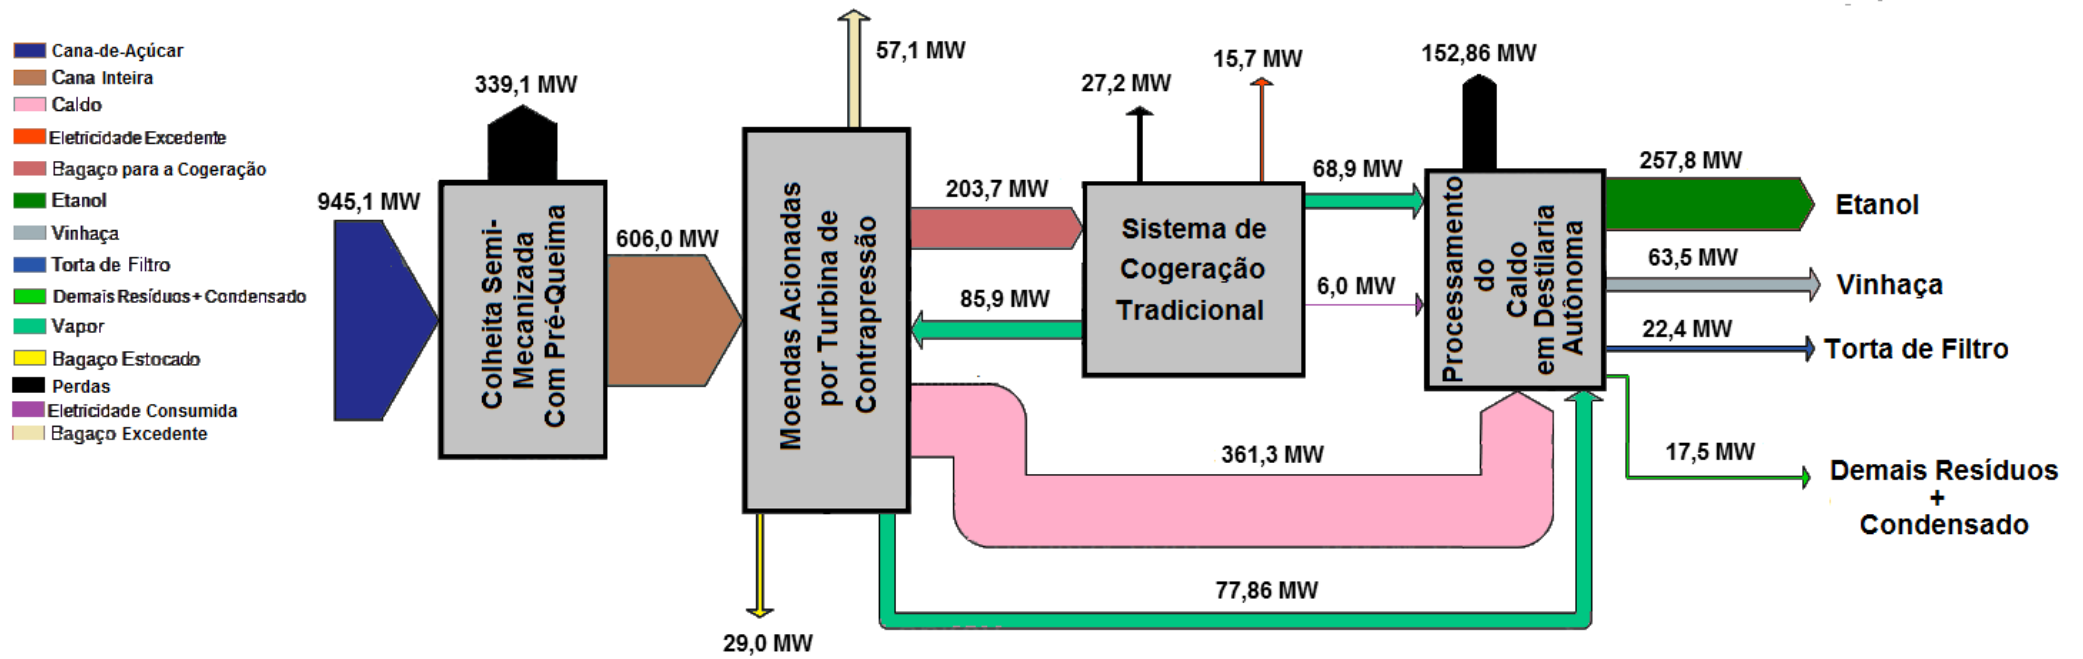 Cana-de-Açúcar
Cana Inteira
Caldo
Eletricidade Excedente
Bagaço para a Cogeração
Etanol
Vinhaça
Torta de Filtro
Demais Resíduos + Condensado
Vapor
Bagaço Estocado
Perdas
Eletricidade Consumida
Bagaço Excedente
945,1 MW
339,1 MW
Colheita Semi-
Mecanizada
Com Pré-Queima
606,0 MW
57,1 MW
Moendas Acionadas
por Turbina de
Contrapressão
29,0 MW
203,7 MW
85,9 MW
27,2 MW
15,7 MW
Sistema de
Cogeração
Tradicional
68,9 MW
6,0 MW
361,3 MW
77,86 MW
152,86 MW
Processamento
do
Caldo
em Destilaria
Autônoma
257,8 MW
Etanol
63,5 MW
Vinhaça
22,4 MW
Torta de Filtro
17,5 MW
Demais Resíduos
+
Condensado